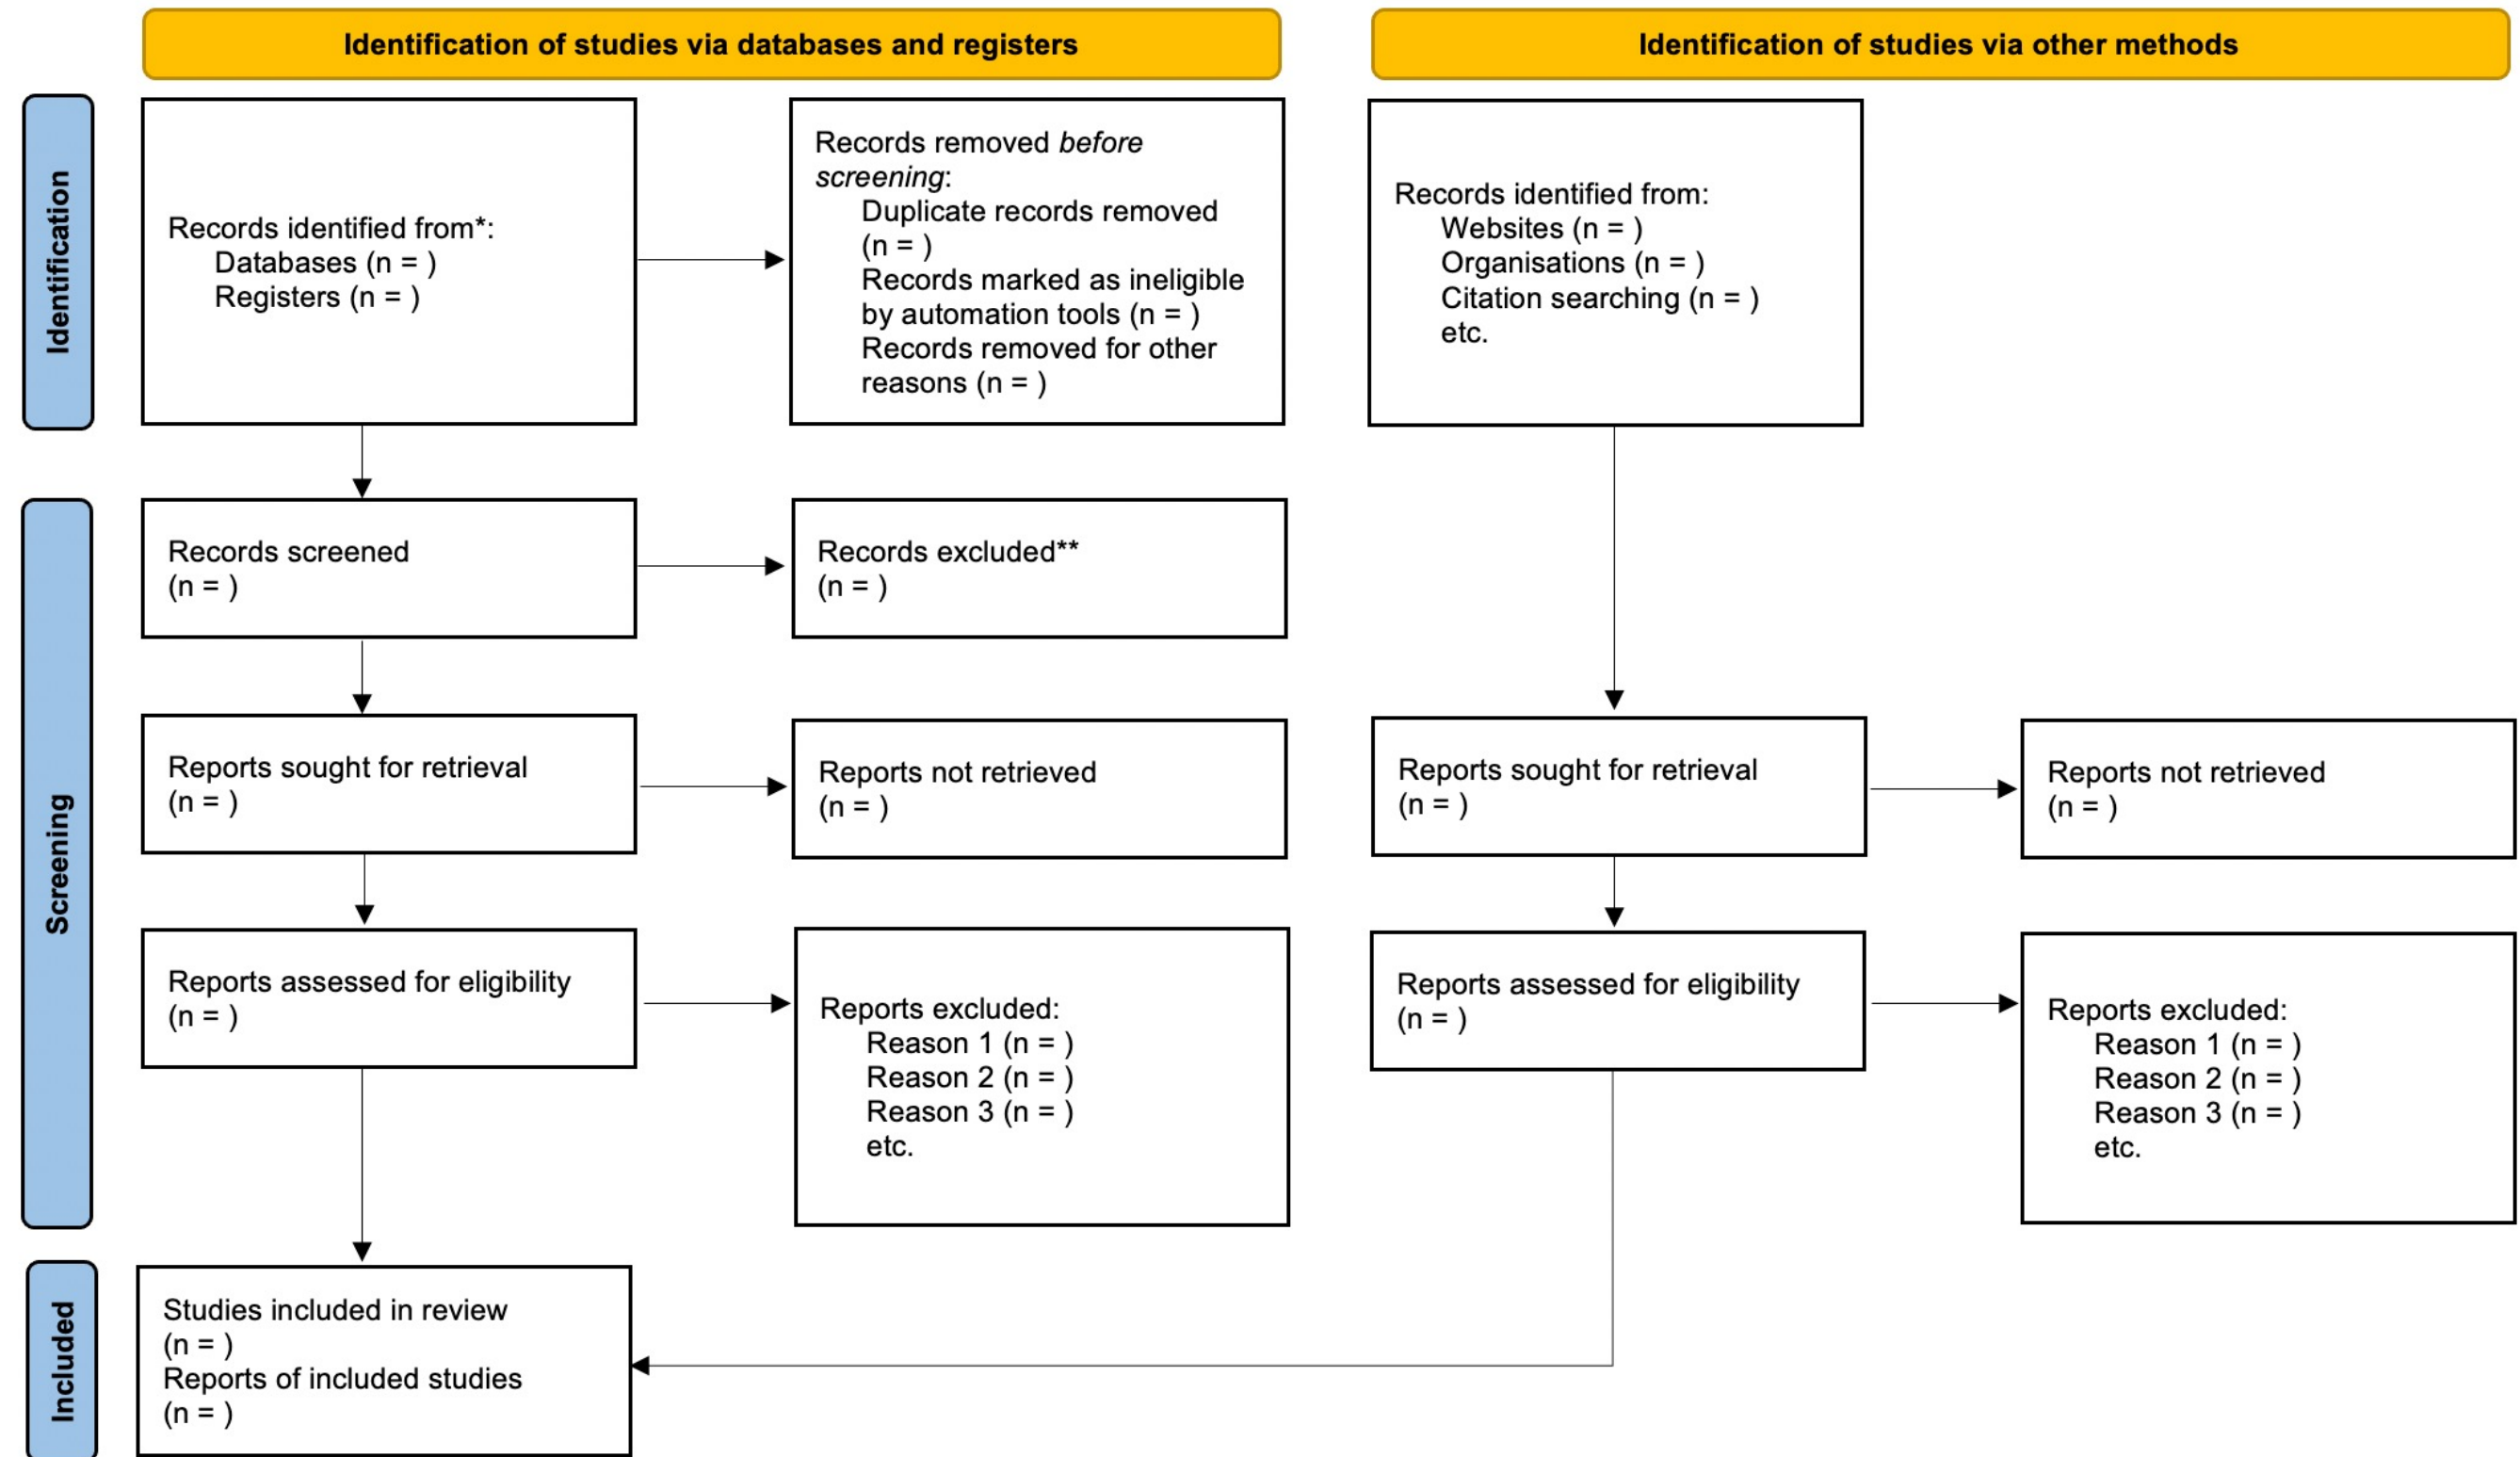 Identification of studies via databases and registers
Identification of studies via other methods
Identification
Records identified from*:
Databases (n = )
Registers (n = )
Records removed before
screening:
Duplicate records removed
(n = )
Records marked as ineligible
by automation tools (n = )
Records removed for other
reasons (n = )
Records identified from:
Websites (n = )
Organisations (n = )
Citation searching (n = )
etc.
Screening
Records screened
(n = )
Records excluded**
(n = )
Reports sought for retrieval
(n = )
Reports not retrieved
(n = )
Reports sought for retrieval
(n = )
Reports not retrieved
(n = )
Reports assessed for eligibility
(n = )
Reports excluded:
Reason 1 (n = )
Reason 2 (n = )
Reason 3 (n = )
etc.
Reports assessed for eligibility
(n = )
Reports excluded:
Reason 1 (n = )
Reason 2 (n = )
Reason 3 (n = )
etc.
Included
Studies included in review
(n = )
Reports of included studies
(n = )